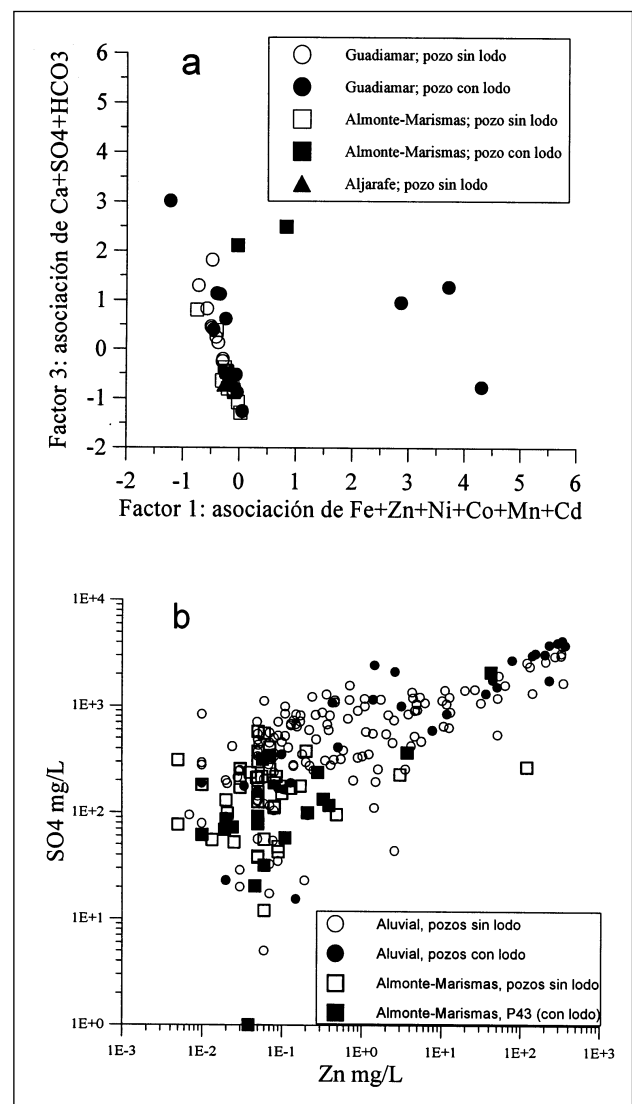 a
Guadiamar; pozo sin lodo
Guadiamar; pozo con lodo
Almonte-Marismas; pozo sin lodo
Almonte-Marismas; pozo con lodo
Aljarafe; pozo sin lodo
Factor 3: asociación de Ca+SO4+HCO3
6
5
4
3
2
1
0
-1
-2
-2 -1 0 1 2 3 4 5 6
Factor 1: asociación de Fe+Zn+Ni+Co+Mn+Cd
b
SO4 mg/L
1E+4
1E+3
1E+2
1E+1
1E+0
Aluvial, pozos sin lodo
Aluvial, pozos con lodo
Almonte-Marismas, pozos sin lodo
Almonte-Marismas, P43 (con lodo)
1E-3 1E-2 1E-1 1E+0 1E+1 1E+2 1E+3
Zn mg/L